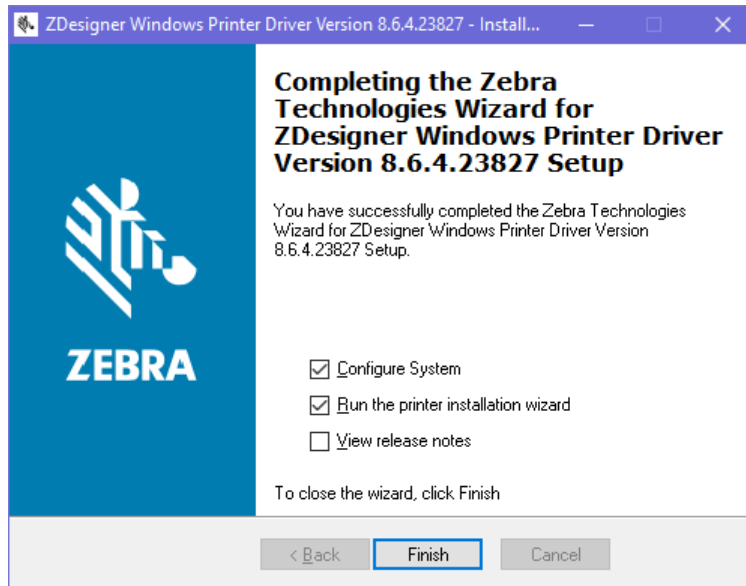 ZDesigner Windows Printer Driver Version 8.6.4.23827 - Install...
Completing the Zebra
Technologies Wizard for
ZDesigner Windows Printer Driver
Version 8.6.4.23827 Setup
You have successfully completed the Zebra Technologies
Wizard for ZDesigner Windows Printer Driver Version
8.6.4.23827 Setup.
ZEBRA
Configure System
Run the printer installation wizard
View release notes
To close the wizard, click Finish
< Back
Finish
Cancel